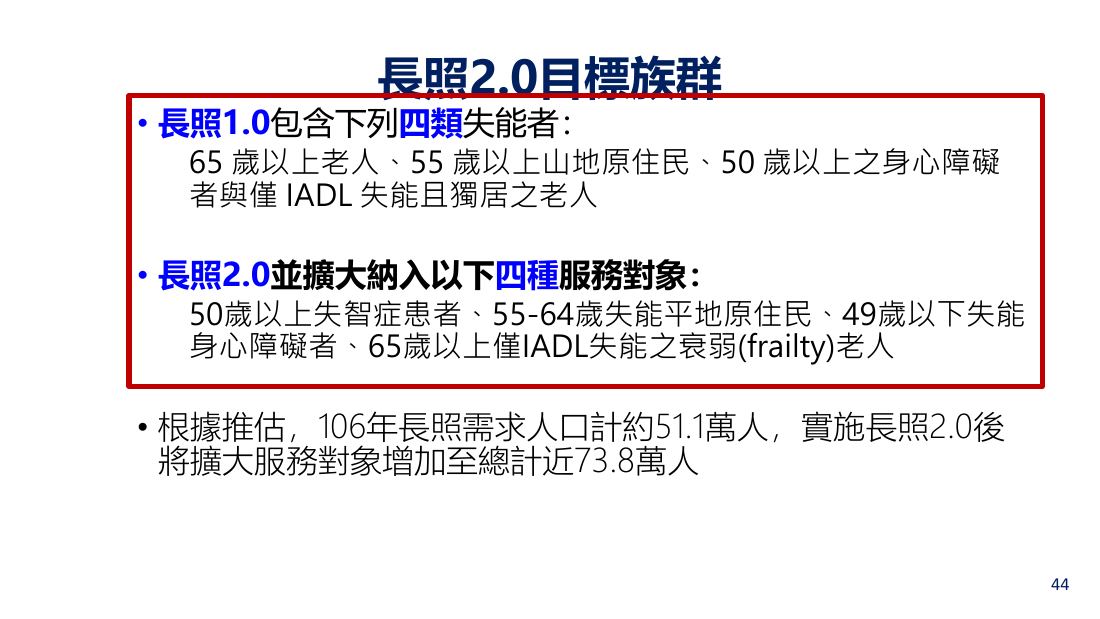 長照2.0目標族群
• 長照1.0包含下列四類失能者：
65 歲以上老人、55 歲以上山地原住民、50 歲以上之身心障礙
者與僅 IADL 失能且獨居之老人
• 長照2.0並擴大納入以下四種服務對象：
50歲以上失智症患者、55-64歲失能平地原住民、49歲以下失能
身心障礙者、65歲以上僅IADL失能之衰弱(frailty)老人
• 根據推估，106年長照需求人口計約51.1萬人，實施長照2.0後
將擴大服務對象增加至總計近73.8萬人
44